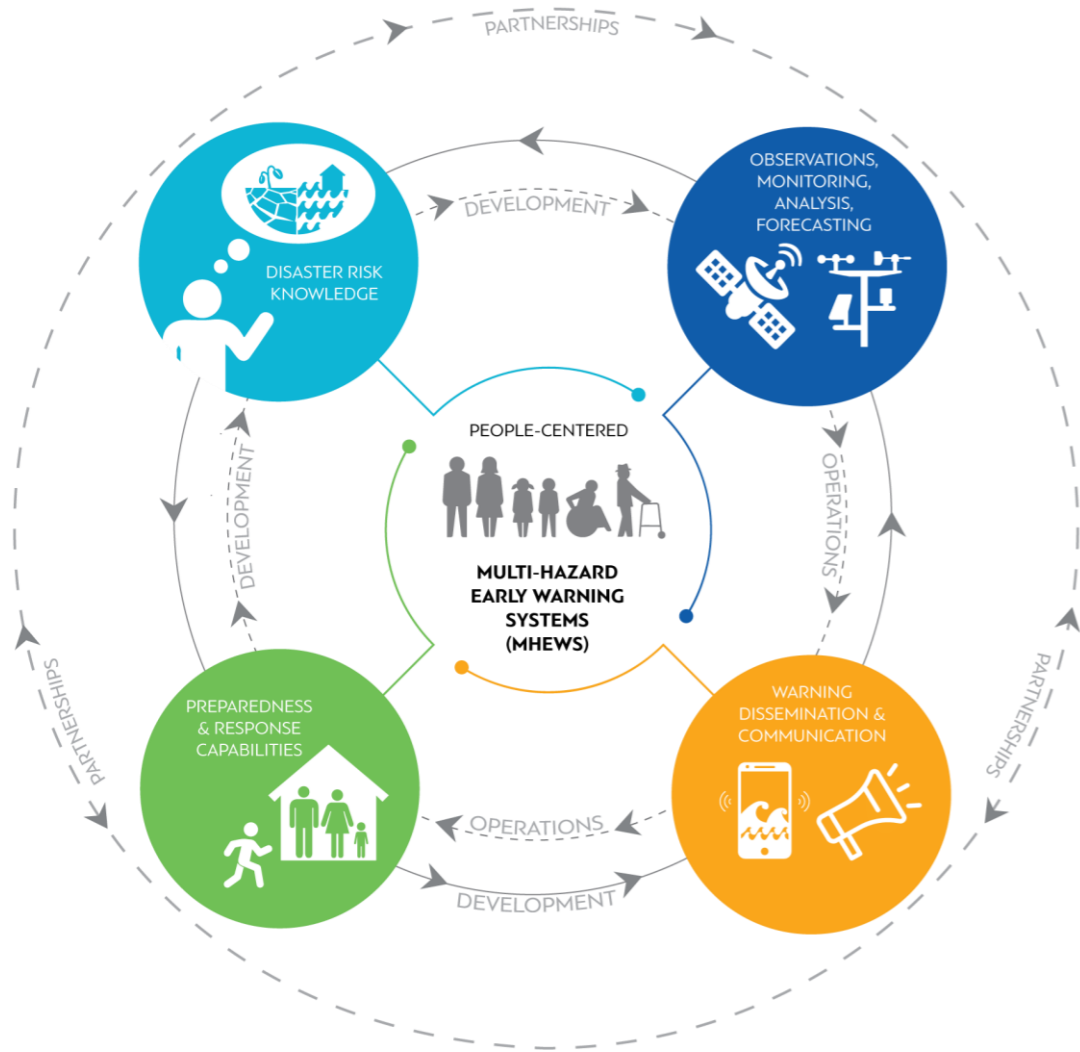 PARTNERSHIPS
OBSERVATIONS,
MONITORING,
ANALYSIS,
FORECASTING
DEVELOPMENT
DISASTER RISK
KNOWLEDGE
PEOPLE-CENTERED
OPERATIONS
DEVELOPMENT
MULTI-HAZARD
EARLY WARNING
SYSTEMS
(MHEWS)
PARTNERSHIPS
PARTNERSHIPS
PREPAREDNESS
& RESPONSE
CAPABILITIES
WARNING
DISSEMINATION &
COMMUNICATION
OPERATIONS
DEVELOPMENT